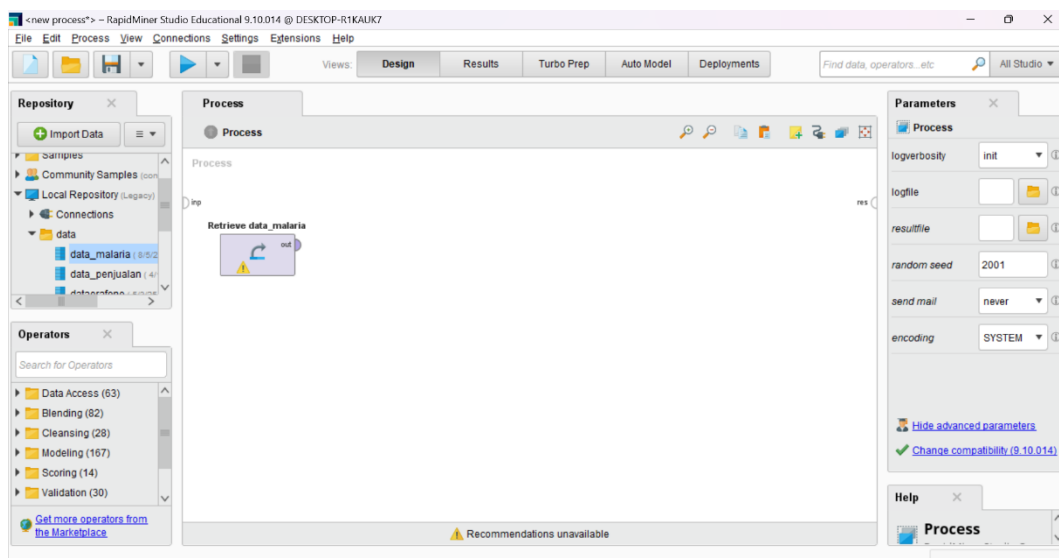 <new process*> – RapidMiner Studio Educational 9.10.014 @ DESKTOP-R1KAUK7
File Edit Process View Connections Settings Extensions Help
Views: Design Results Turbo Prep Auto Model Deployments
Find data, operators...etc
All Studio
Repository
Import Data
Samples
Community Samples (con
Local Repository (Legacy)
Connections
data
data_malaria ( 8/5/2
data_penjualan ( 4/
Operators
Search for Operators
Data Access (63)
Blending (82)
Cleansing (28)
Modeling (167)
Scoring (14)
Validation (30)
Get more operators from
the Marketplace
Process
Process
Process
inp
res
Retrieve data_malaria
out
Recommendations unavailable
Parameters
Process
logverbosity init
logfile
resultfile
random seed 2001
send mail never
encoding SYSTEM
Hide advanced parameters
Change compatibility (9.10.014)
Help
Process